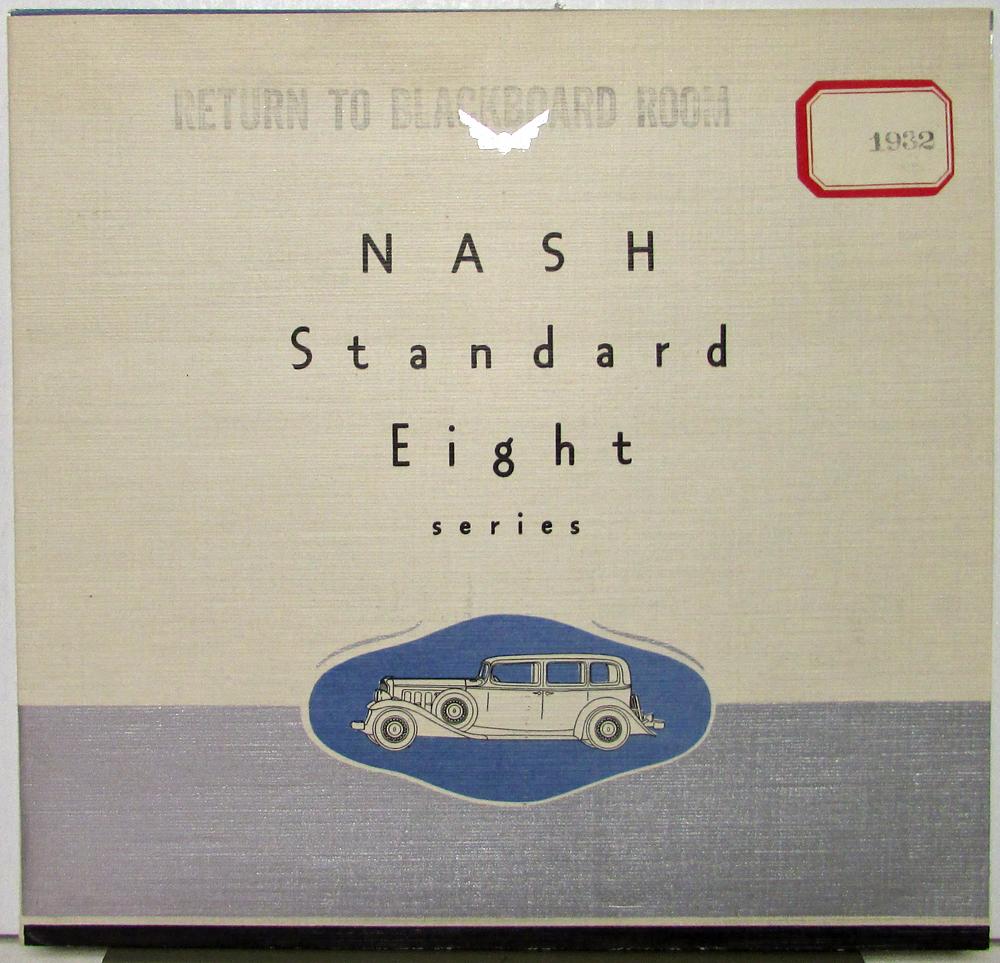 RETURN TO BLACKBOARD ROOM
1932
NASH
Standard
Eight
series